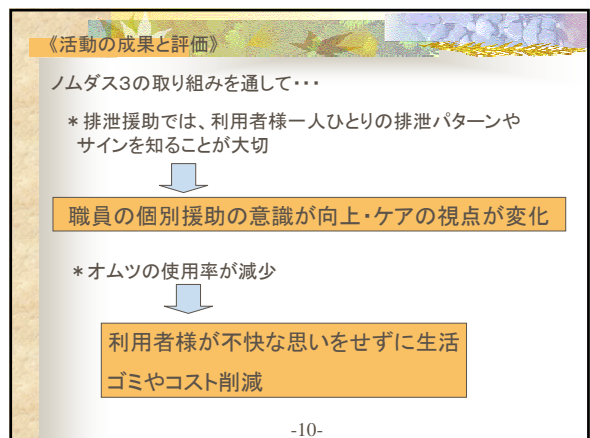 《活動の成果と評価》
ノムダス3の取り組みを通して・・・
＊排泄援助では、利用者様一人ひとりの排泄パターンや
サインを知ることが大切
職員の個別援助の意識が向上・ケアの視点が変化
＊オムツの使用率が減少
利用者様が不快な思いをせずに生活
ゴミやコスト削減
-10-